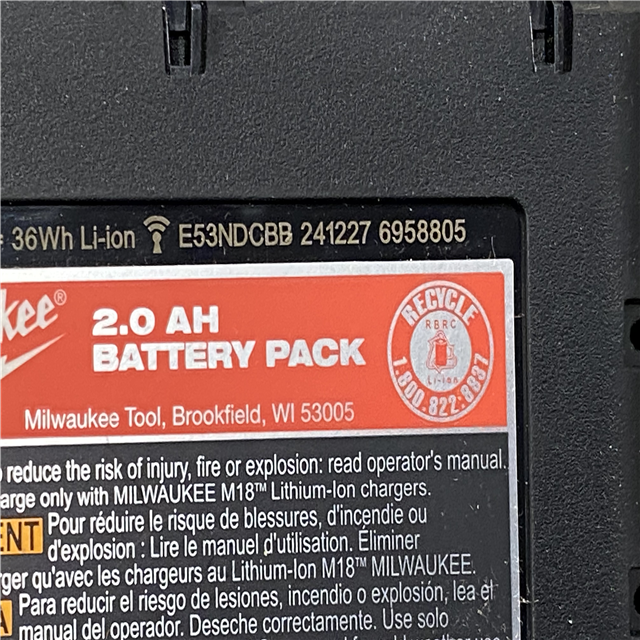 36Wh Li-ion E53NDCBB 241227 6958805
kee®
2.0 AH
BATTERY PACK
RECYCLE
RBRC
Li-ion
1.800.822.8837
Milwaukee Tool, Brookfield, WI 53005
reduce the risk of injury, fire or explosion: read operator's manual.
arge only with MILWAUKEE M18™ Lithium-Ion chargers.
ENT Pour réduire le risque de blessures, d'incendie ou
d'explosion : Lire le manuel d'utilisation. Éliminer
rger qu'avec les chargeurs au Lithium-Ion M18™ MILWAUKEE.
A Para reducir el riesgo de lesiones, incendio o explosión, lea el
manual del operador. Deseche correctamente. Use solo